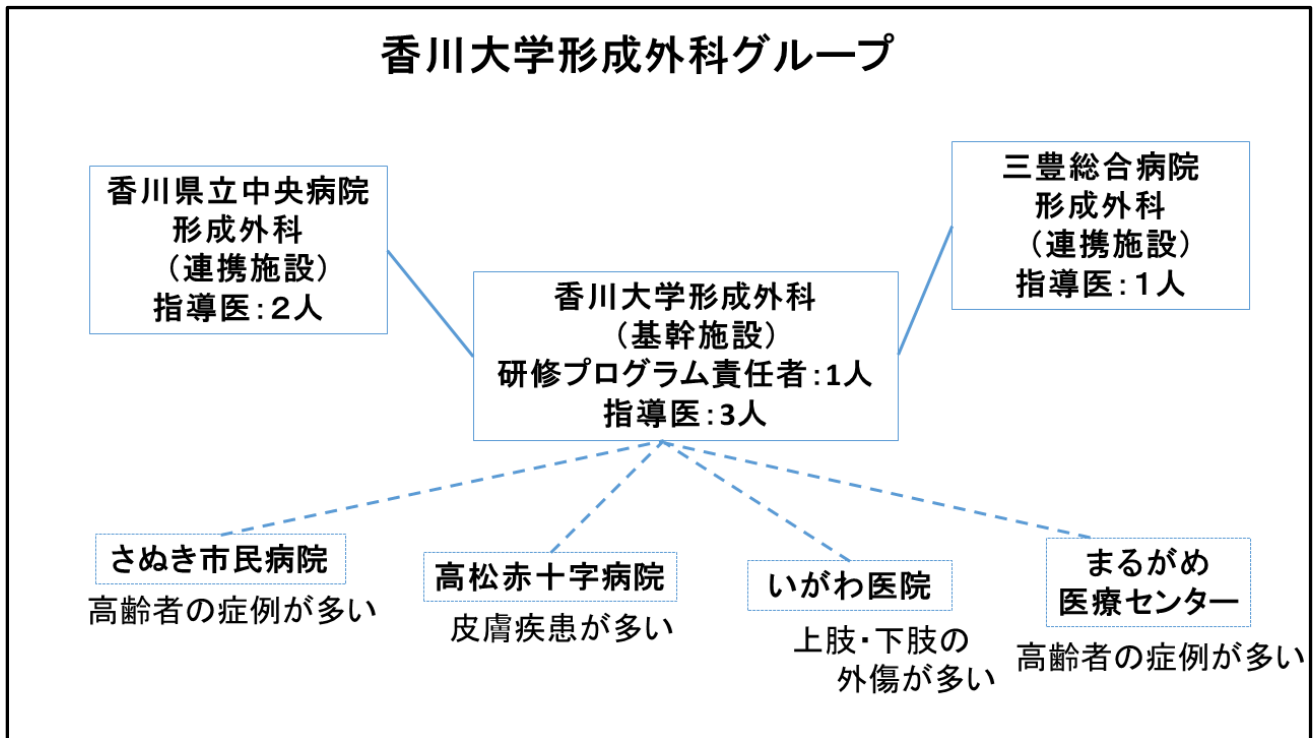 香川大学形成外科グループ
香川県立中央病院
形成外科
（連携施設）
指導医：２人
三豊総合病院
形成外科
（連携施設）
指導医：１人
香川大学形成外科
（基幹施設）
研修プログラム責任者：1人
指導医：3人
さぬき市民病院
高齢者の症例が多い
高松赤十字病院
皮膚疾患が多い
いがわ医院
上肢・下肢の
外傷が多い
まるがめ
医療センター
高齢者の症例が多い